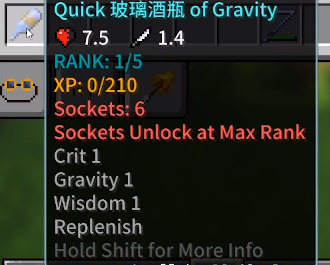 Quick 玻璃酒瓶 of Gravity
7.5 1.4
RANK: 1/5
XP: 0/210
Sockets: 6
Sockets Unlock at Max Rank
Crit 1
Gravity 1
Wisdom 1
Replenish
Hold Shift for More Info